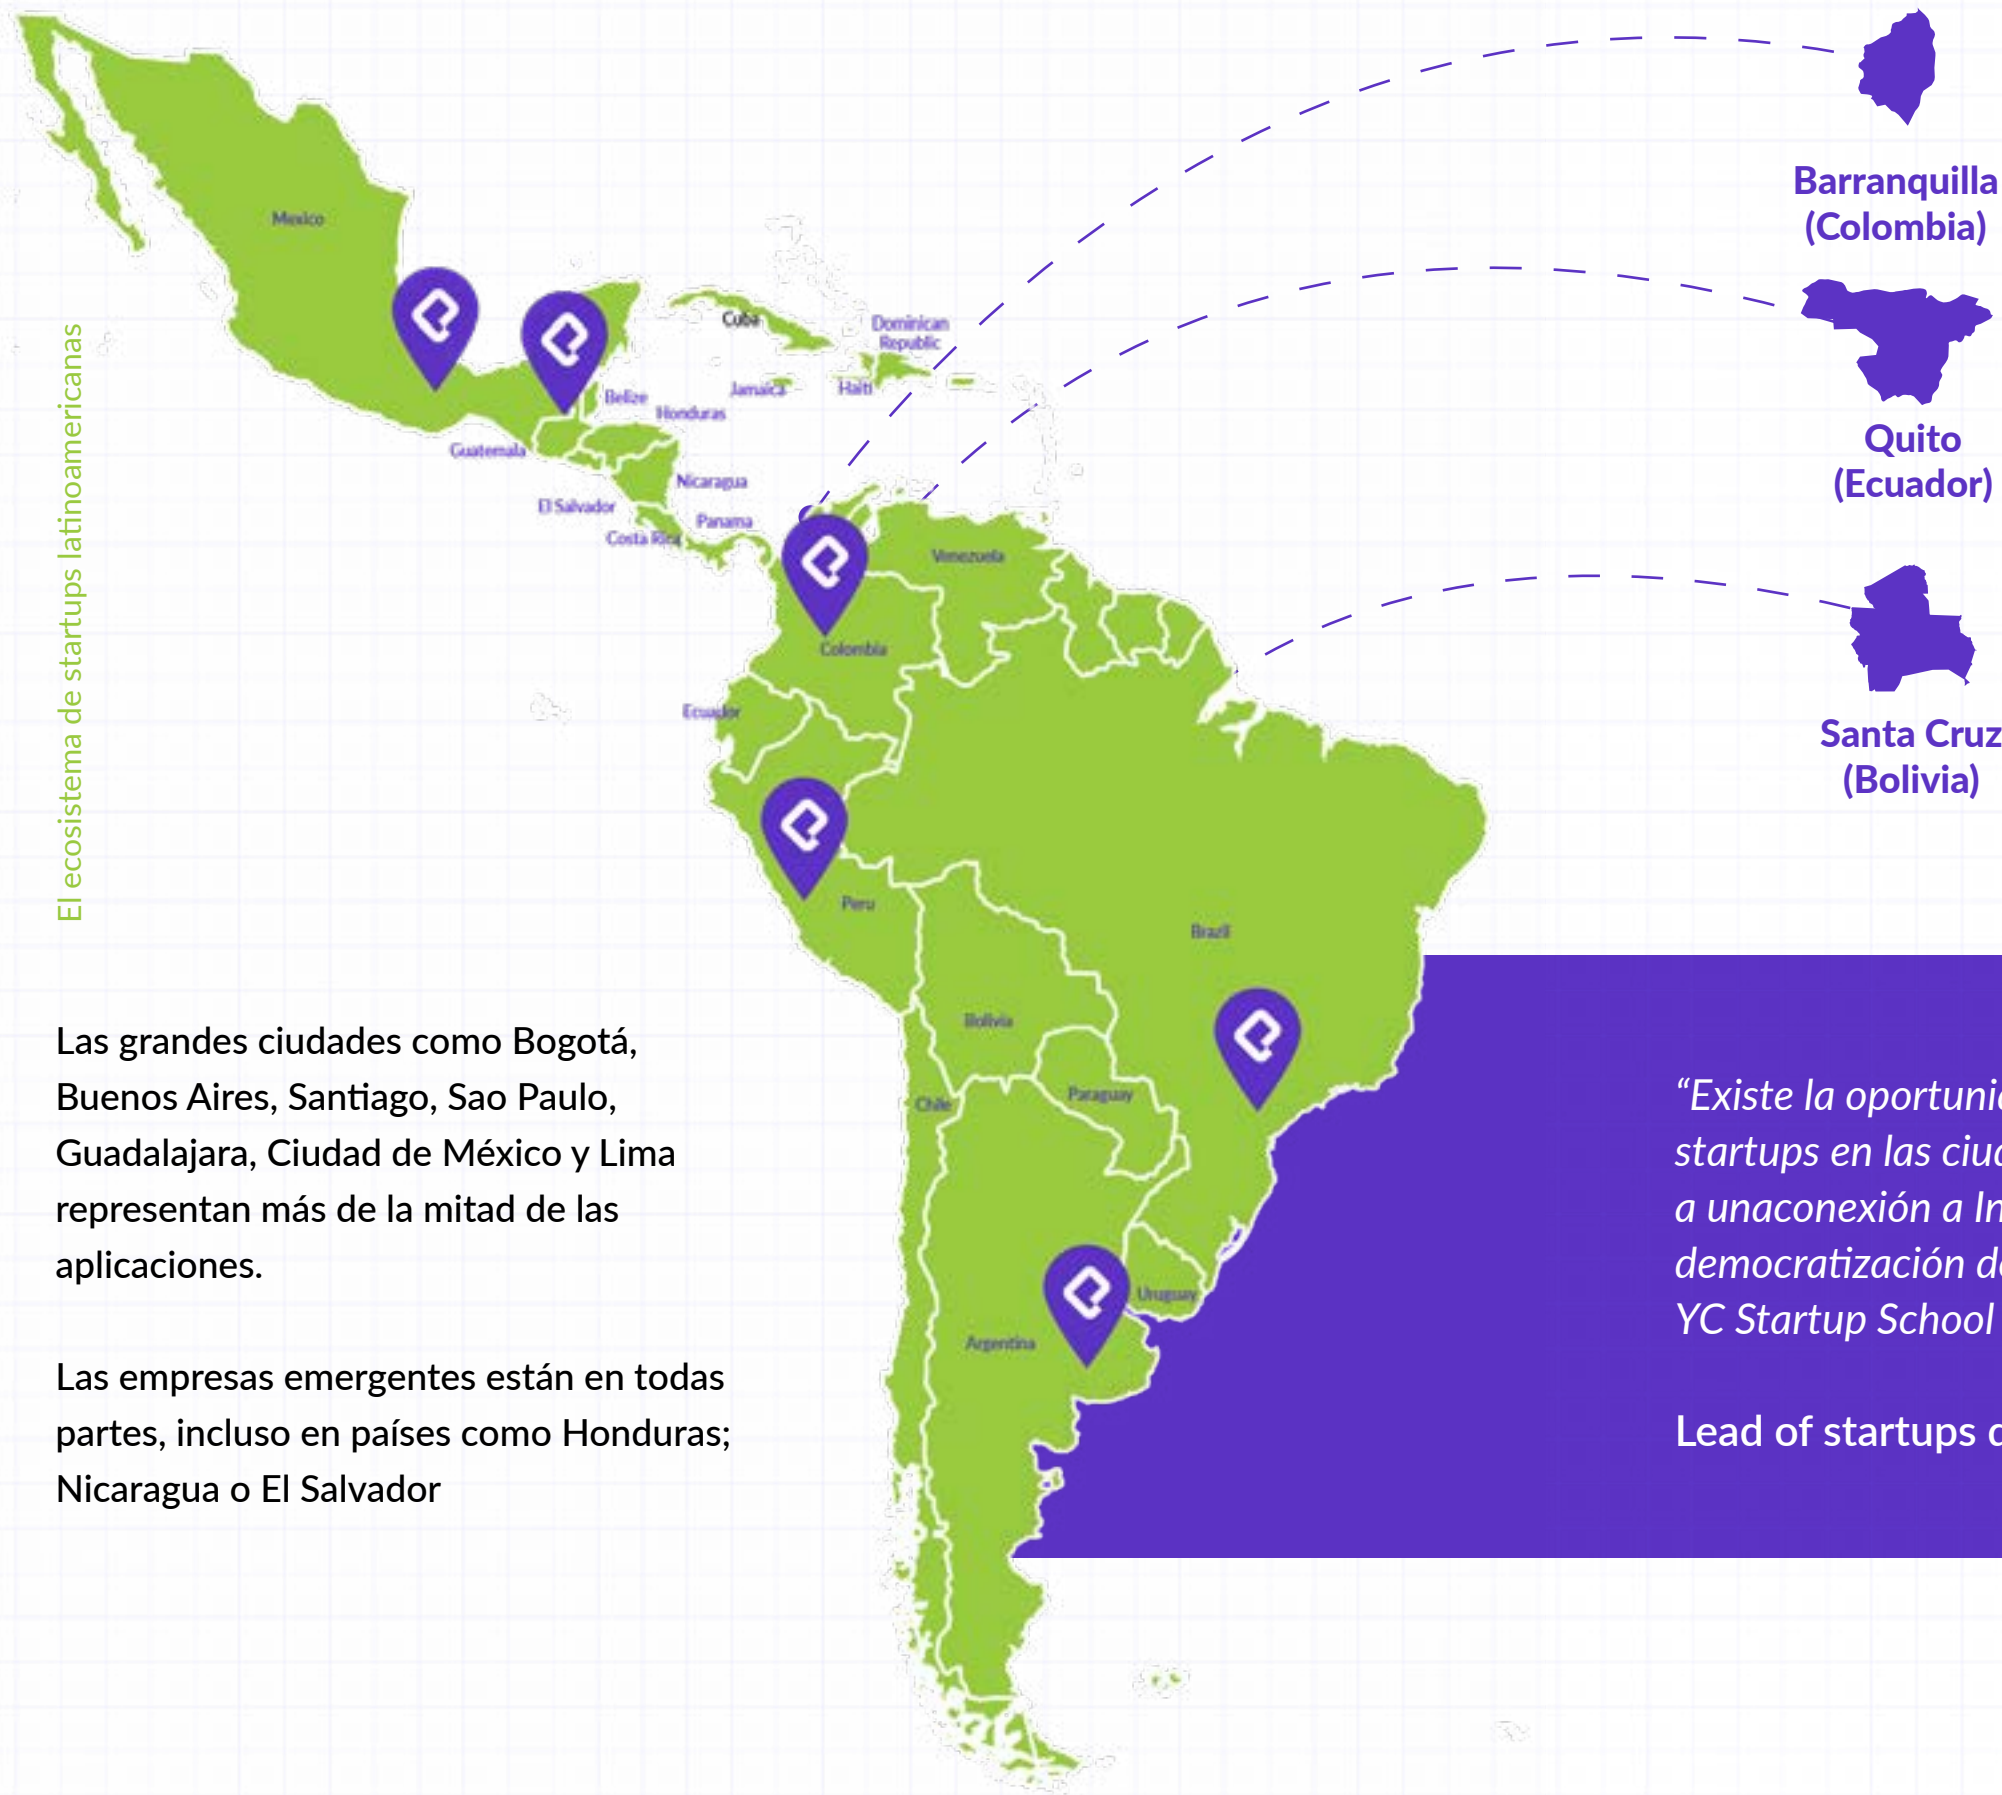 El ecosistema de startups latinoamericanas
Mexico
Cuba
Dominican
Republic
Jamaica
Haiti
Belize
Honduras
Guatemala
Nicaragua
El Salvador
Panama
Costa Rica
Venezuela
Colombia
Ecuador
Peru
Brazil
Bolivia
Paraguay
Chile
Uruguay
Argentina
Barranquilla
(Colombia)
Quito
(Ecuador)
Santa Cruz
(Bolivia)
Las grandes ciudades como Bogotá,
Buenos Aires, Santiago, Sao Paulo,
Guadalajara, Ciudad de México y Lima
representan más de la mitad de las
aplicaciones.
Las empresas emergentes están en todas
partes, incluso en países como Honduras;
Nicaragua o El Salvador
“Existe la
startups en las
a unaconexión a
democratización
YC Startup School
Lead of startups